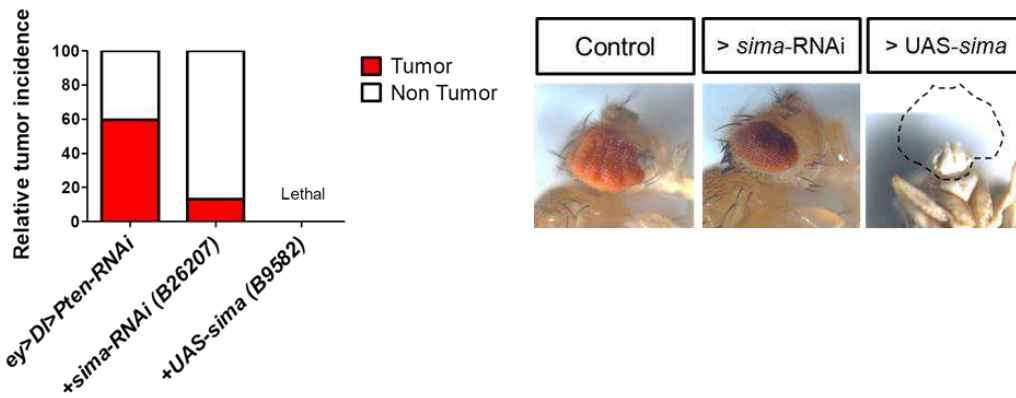 Relative tumor incidence
100
80
60
40
20
0
Lethal
ey>Dl>Pten-RNAi
+sima-RNAi (B26207)
+UAS-sima (B9582)
Tumor
Non Tumor
Control
> sima-RNAi
> UAS-sima